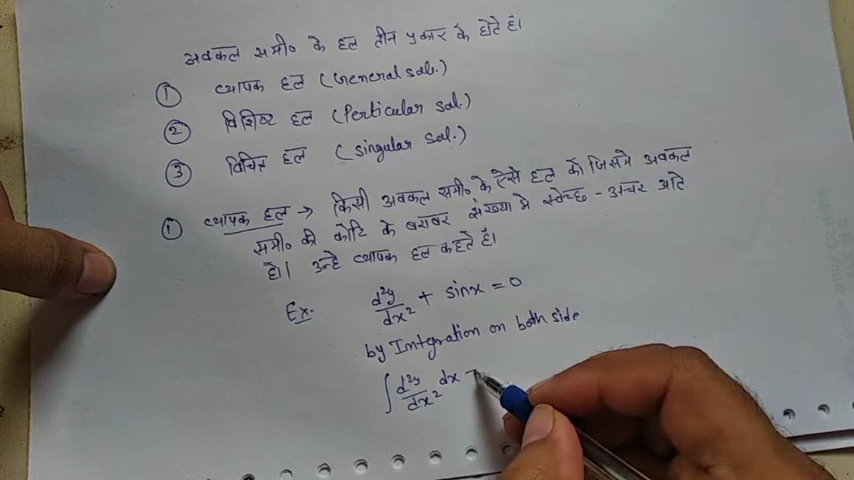 अवकल समी० के हल तीन प्रकार के होते हैं।
① व्यापक हल (General sol.)
② विशिष्ट हल (Perticular sol.)
③ विचित्र हल (singular sol.)
① व्यापक हल → किसी अवकल समी० के ऐसे हल को जिसमे अवकल
समी० की कोटि के बराबर संख्या मे स्वेच्छ - अचर आते
हो। उन्हे व्यापक हल कहते है।
Ex. d²y/dx² + sinx = 0
by Integration on both side
∫ d²y/dx² dx